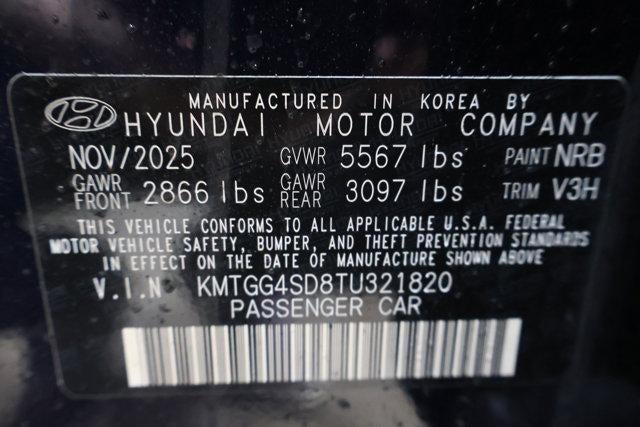 MANUFACTURED IN KOREA BY
HYUNDAI MOTOR COMPANY
NOV/2025 GVWR 5567 lbs PAINT NRB
GAWR FRONT 2866 lbs GAWR REAR 3097 lbs TRIM V3H
THIS VEHICLE CONFORMS TO ALL APPLICABLE U.S.A. FEDERAL
MOTOR VEHICLE SAFETY, BUMPER, AND THEFT PREVENTION STANDARDS
IN EFFECT ON THE DATE OF MANUFACTURE SHOWN ABOVE
V.I.N KMTGG4SD8TU321820
PASSENGER CAR